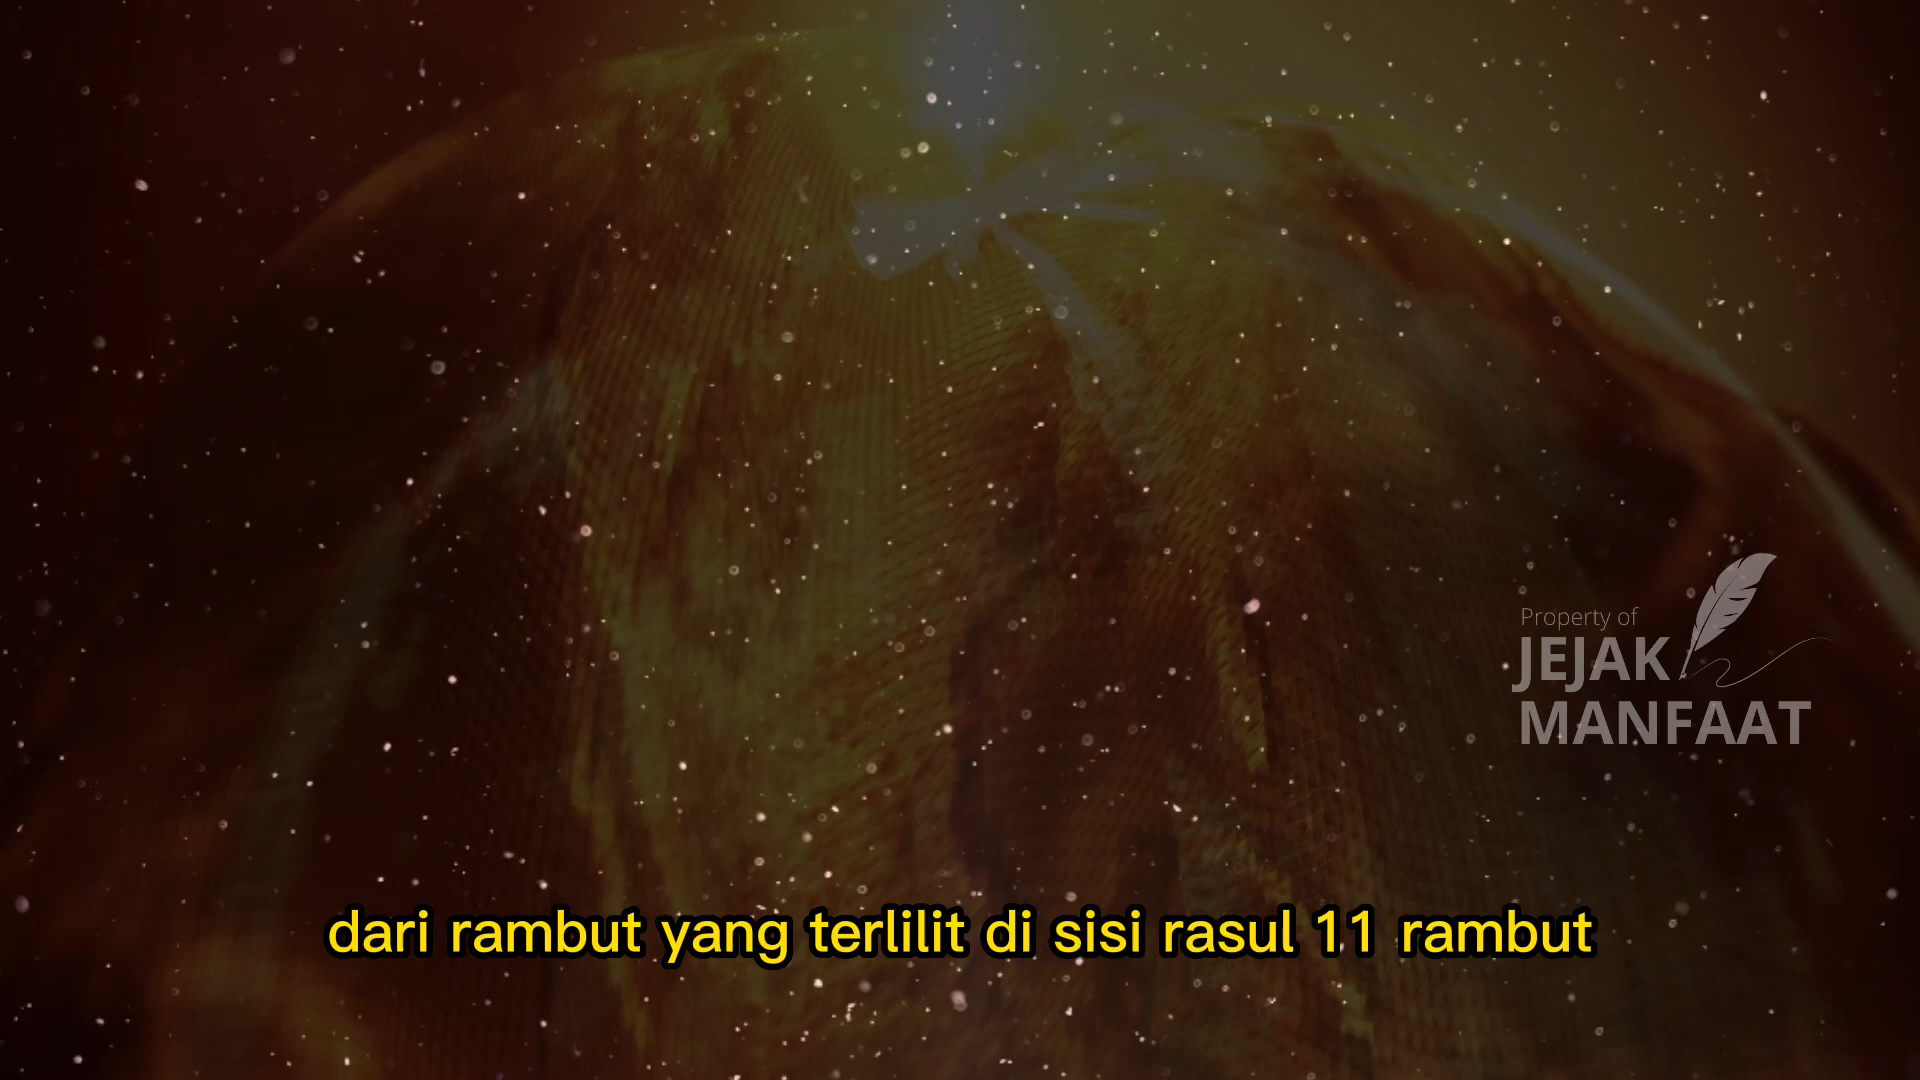 Property of
JEJAK
MANFAAT
dari rambut yang terlilit di sisi rasul 11 rambut